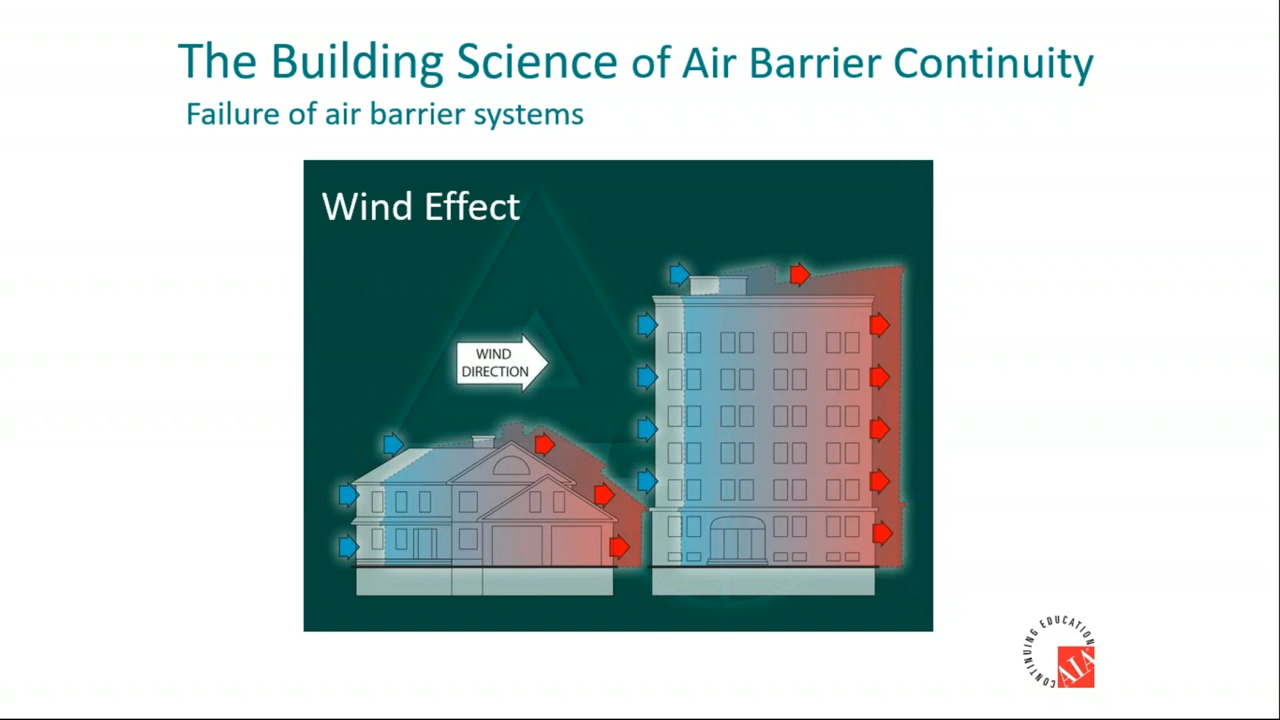 The Building Science of Air Barrier Continuity
Failure of air barrier systems
Wind Effect
WIND
DIRECTION
CONTINUING EDUCATION
AIA